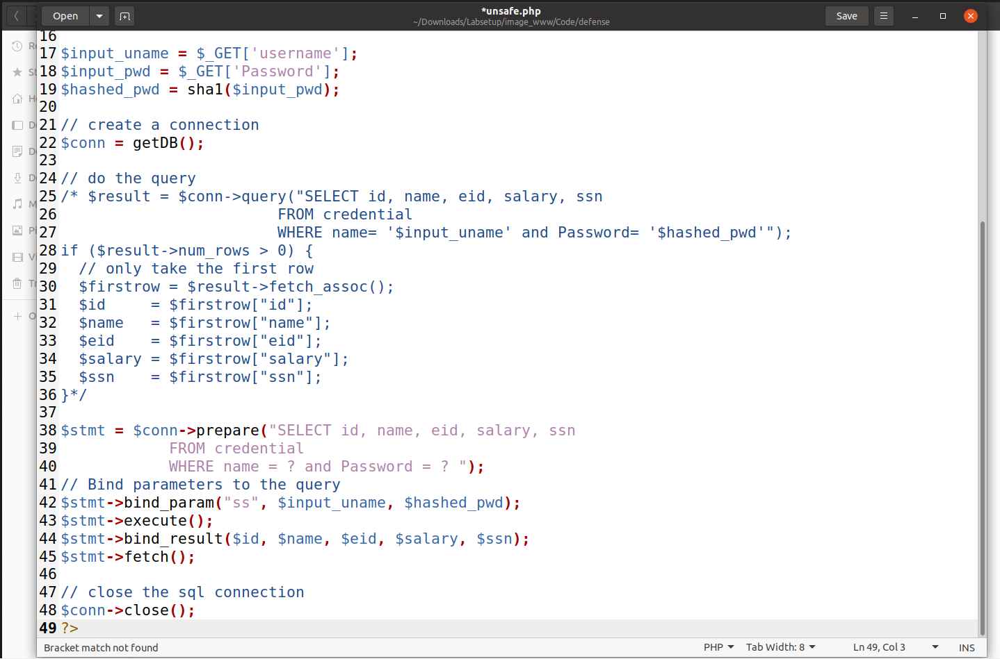 Open
*unsafe.php
~/Downloads/Labsetup/image_www/Code/defense
Save
16
17 $input_uname = $_GET['username'];
18 $input_pwd = $_GET['Password'];
19 $hashed_pwd = sha1($input_pwd);
20
21 // create a connection
22 $conn = getDB();
23
24 // do the query
25 /* $result = $conn->query("SELECT id, name, eid, salary, ssn
26                         FROM credential
27                         WHERE name= '$input_uname' and Password= '$hashed_pwd'");
28 if ($result->num_rows > 0) {
29   // only take the first row
30   $firstrow = $result->fetch_assoc();
31   $id     = $firstrow["id"];
32   $name   = $firstrow["name"];
33   $eid    = $firstrow["eid"];
34   $salary = $firstrow["salary"];
35   $ssn    = $firstrow["ssn"];
36 }*/
37
38 $stmt = $conn->prepare("SELECT id, name, eid, salary, ssn
39             FROM credential
40             WHERE name = ? and Password = ? ");
41 // Bind parameters to the query
42 $stmt->bind_param("ss", $input_uname, $hashed_pwd);
43 $stmt->execute();
44 $stmt->bind_result($id, $name, $eid, $salary, $ssn);
45 $stmt->fetch();
46
47 // close the sql connection
48 $conn->close();
49 ?>
Bracket match not found
PHP
Tab Width: 8
Ln 49, Col 3
INS